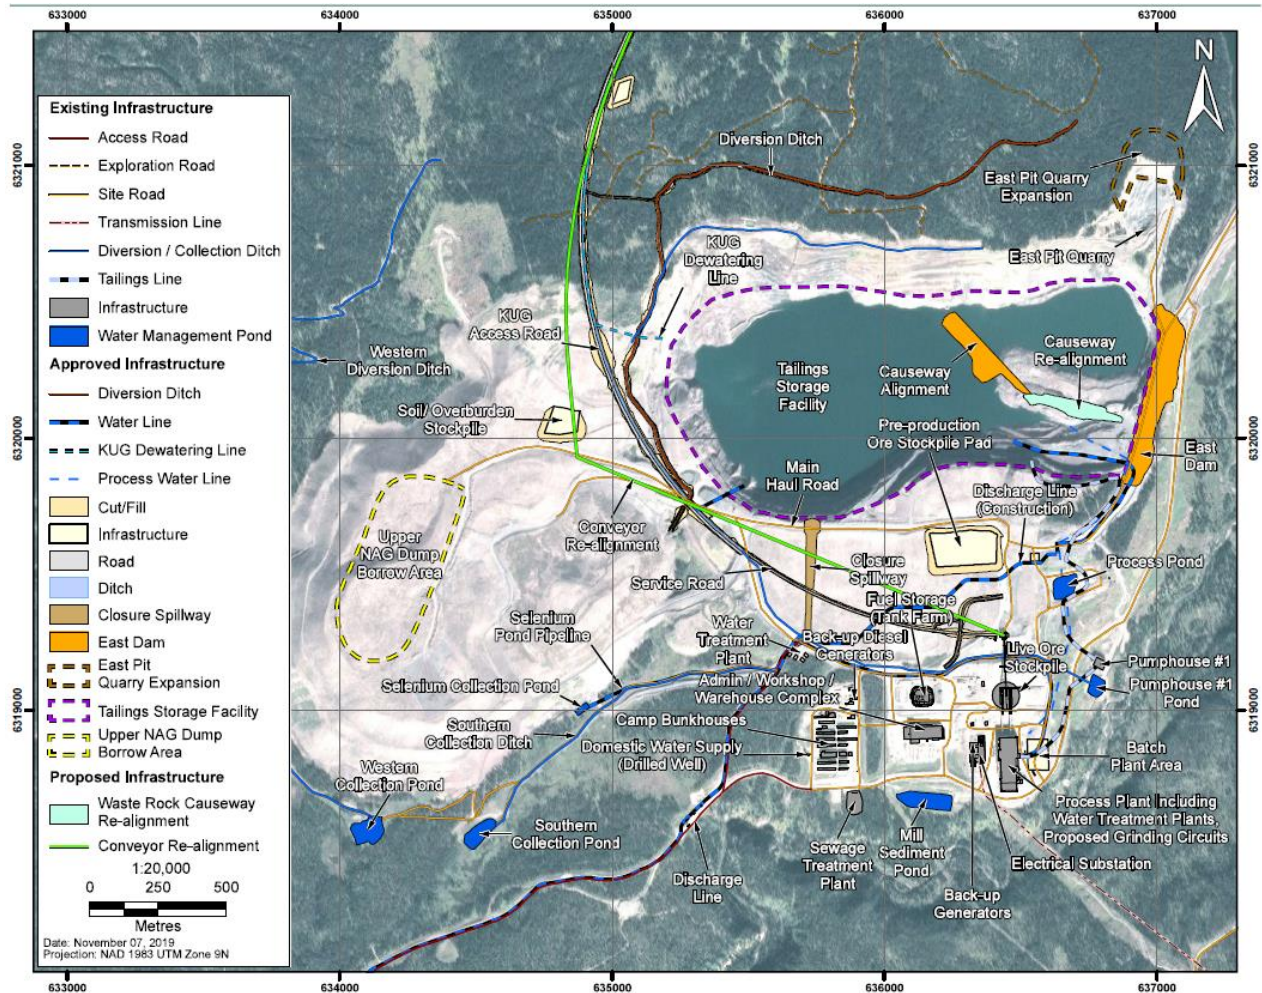 633000
634000
635000
636000
637000
N
Existing Infrastructure
Access Road
Exploration Road
Site Road
Transmission Line
Diversion / Collection Ditch
Tailings Line
Infrastructure
Water Management Pond
Approved Infrastructure
Diversion Ditch
Water Line
KUG Dewatering Line
Process Water Line
Cut/Fill
Infrastructure
Road
Ditch
Closure Spillway
East Dam
East Pit
Quarry Expansion
Tailings Storage Facility
Upper NAG Dump
Borrow Area
Proposed Infrastructure
Waste Rock Causeway
Re-alignment
Conveyor Re-alignment
1:20,000
0 250 500
Metres
Date: November 07, 2019
Projection: NAD 1983 UTM Zone 9N
6321000
6320000
6319000
6321000
6320000
6319000
Diversion Ditch
East Pit Quarry
Expansion
East Pit Quarry
KUG
Dewatering
Line
KUG
Access Road
Western
Diversion Ditch
Causeway
Re-alignment
Causeway
Alignment
Tailings
Storage
Facility
Soil/ Overburden
Stockpile
Pre-production
Ore Stockpile Pad
East
Dam
Main
Haul Road
Discharge Line
(Construction)
Upper
NAG Dump
Borrow Area
Conveyor
Re-alignment
Service Road
Closure
Spillway
Process Pond
Fuel Storage
(Tank Farm)
Selenium
Pond Pipeline
Water
Treatment
Plant
Back-up Diesel
Generators
Live Ore
Stockpile
Pumphouse #1
Pumphouse #1
Pond
Selenium Collection Pond
Admin / Workshop /
Warehouse Complex
Southern
Collection Ditch
Camp Bunkhouses
Domestic Water Supply
(Drilled Well)
Batch
Plant Area
Western
Collection Pond
Southern
Collection Pond
Process Plant Including
Water Treatment Plants,
Proposed Grinding Circuits
Sewage
Treatment
Plant
Mill
Sediment
Pond
Electrical Substation
Discharge
Line
Back-up
Generators
633000
634000
635000
636000
637000